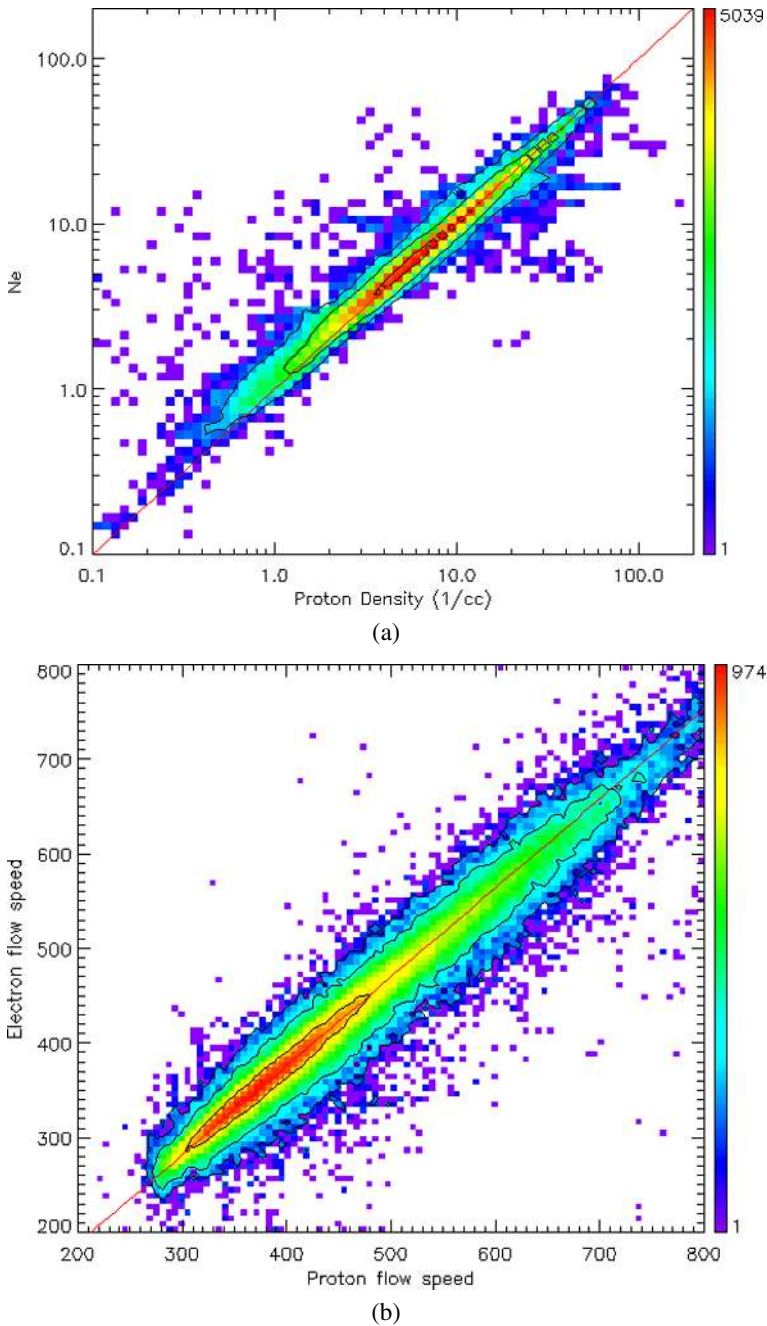 5039
100.0
10.0
Ne
1.0
0.1
1
0.1 1.0 10.0 100.0
Proton Density (1/cc)
(a)
800
974
700
600
500
Electron flow speed
400
300
200
1
200 300 400 500 600 700 800
Proton flow speed
(b)